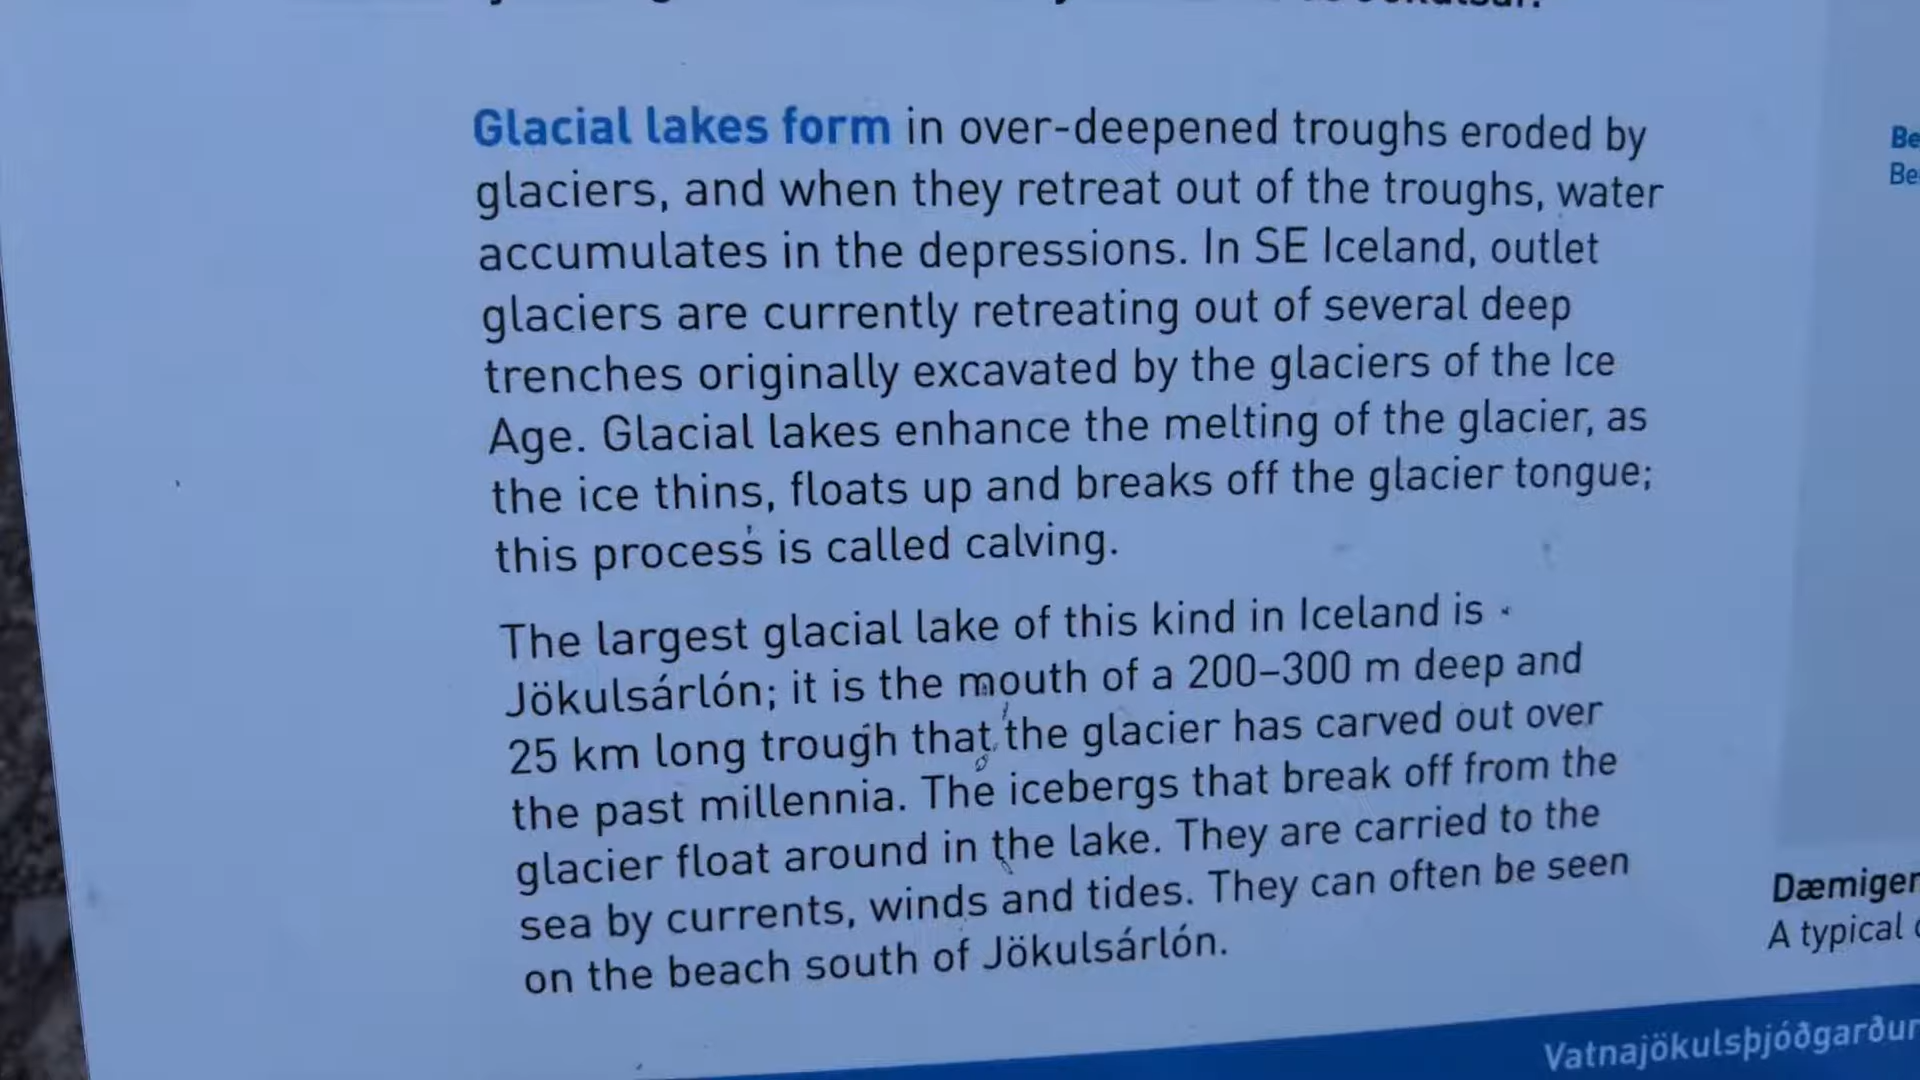 Glacial lakes form in over-deepened troughs eroded by
glaciers, and when they retreat out of the troughs, water
accumulates in the depressions. In SE Iceland, outlet
glaciers are currently retreating out of several deep
trenches originally excavated by the glaciers of the Ice
Age. Glacial lakes enhance the melting of the glacier, as
the ice thins, floats up and breaks off the glacier tongue;
this process is called calving.
The largest glacial lake of this kind in Iceland is
Jökulsárlón; it is the mouth of a 200–300 m deep and
25 km long trough that the glacier has carved out over
the past millennia. The icebergs that break off from the
glacier float around in the lake. They are carried to the
sea by currents, winds and tides. They can often be seen
on the beach south of Jökulsárlón.
Be
Be
Dæmiger
A typical
Vatnajökulsþjóðgarður